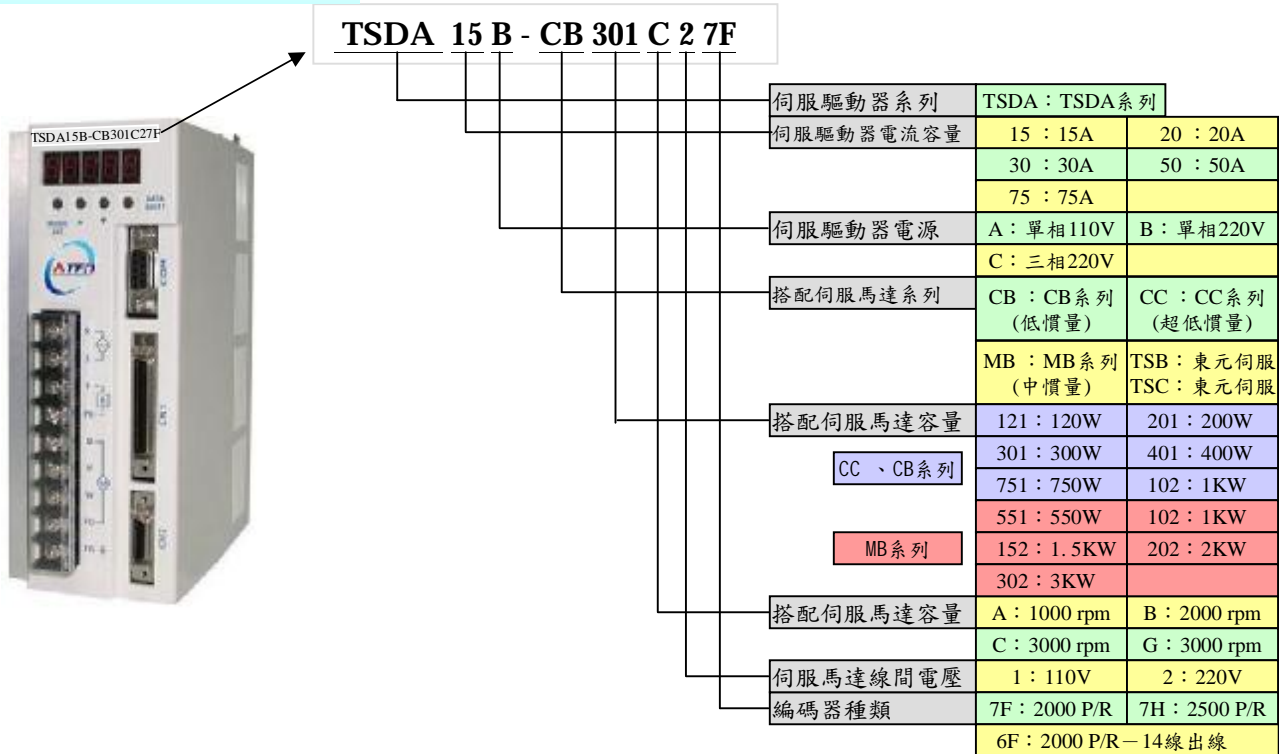 TSDA 15 B - CB 301 C 2 7F
TSDA15B-CB301C27F
伺服驅動器系列 TSDA：TSDA系列
伺服驅動器電流容量 15 ：15A 20 ：20A
30 ：30A 50 ：50A
75 ：75A
伺服驅動器電源 A：單相110V B：單相220V
C：三相220V
搭配伺服馬達系列 CB ：CB系列 CC ：CC系列
(低慣量) (超低慣量)
MB ：MB系列 TSB：東元伺服
(中慣量) TSC：東元伺服
搭配伺服馬達容量 121：120W 201：200W
CC 、CB系列 301：300W 401：400W
751：750W 102：1KW
551：550W 102：1KW
MB系列 152：1.5KW 202：2KW
302：3KW
搭配伺服馬達容量 A：1000 rpm B：2000 rpm
C：3000 rpm G：3000 rpm
伺服馬達線間電壓 1：110V 2：220V
編碼器種類 7F：2000 P/R 7H：2500 P/R
6F：2000 P/R－14線出線
COM
CN1
CN2